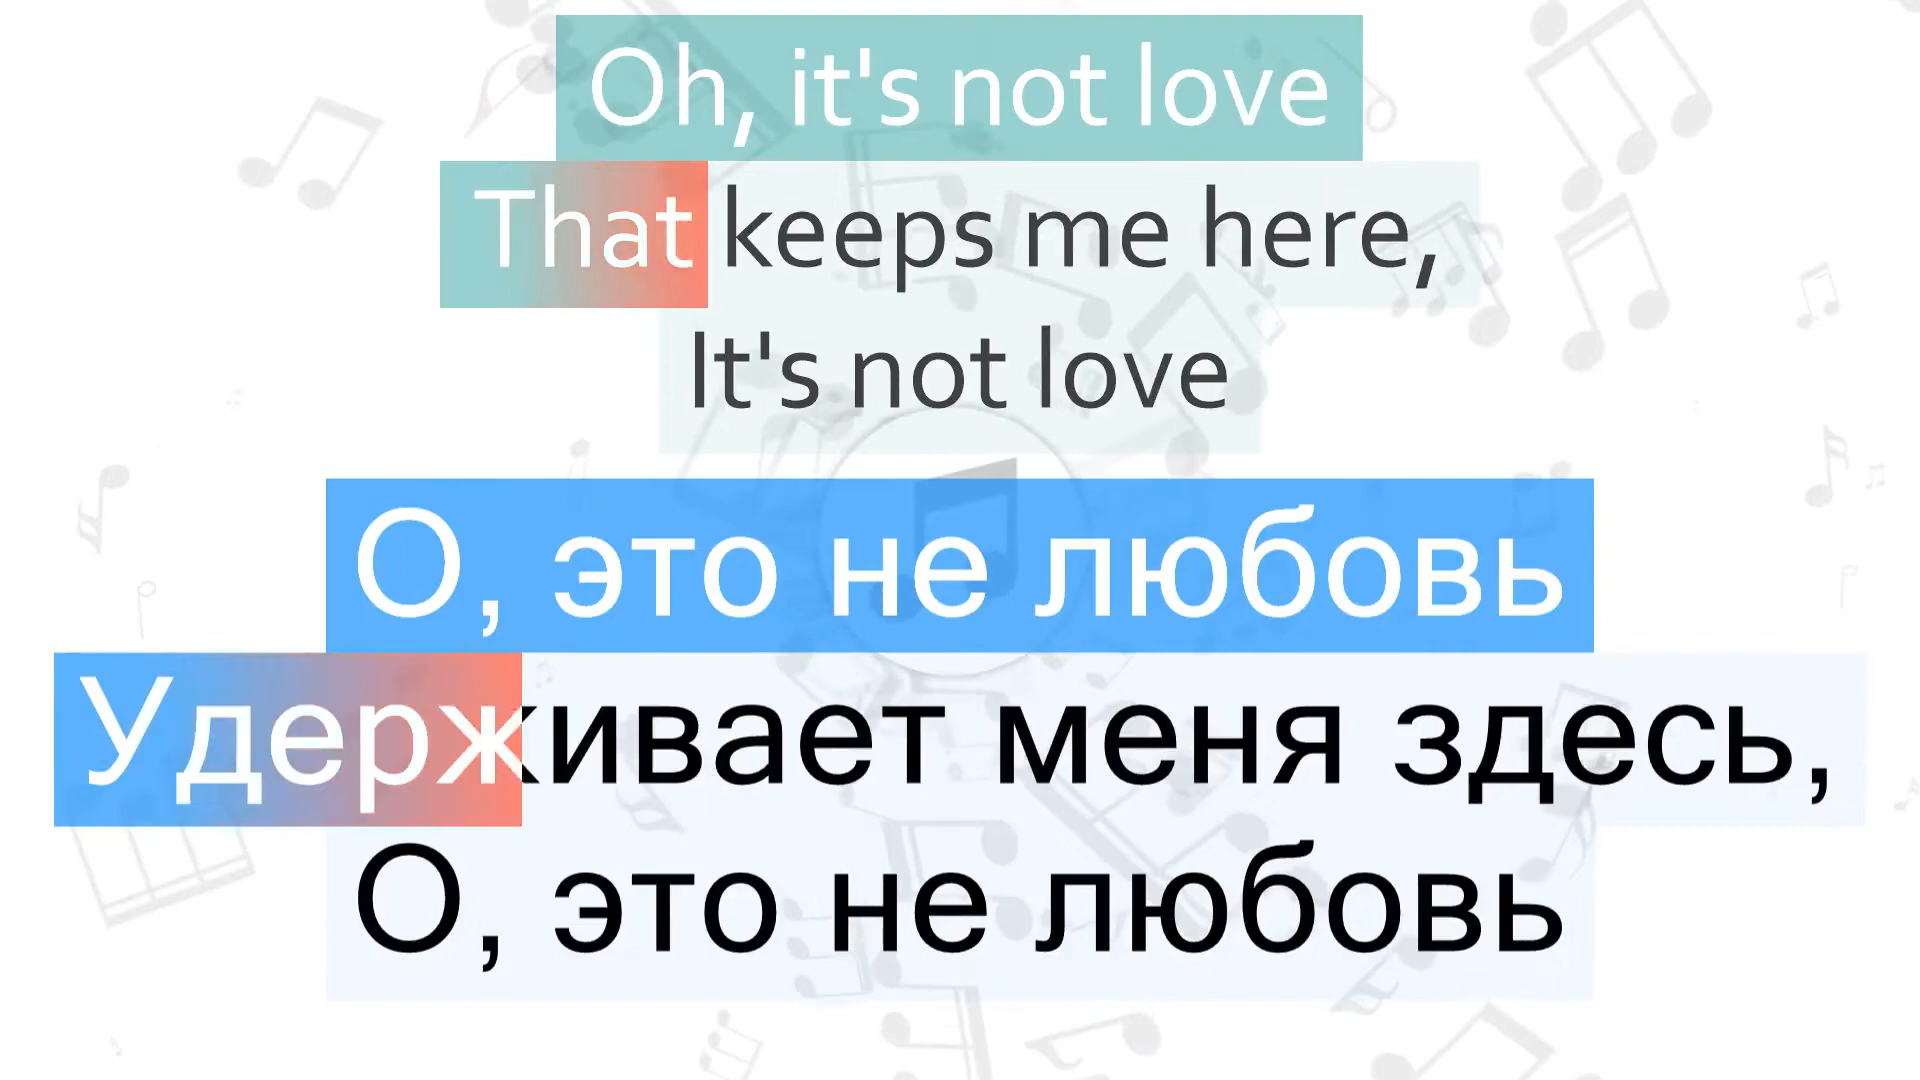 Oh, it's not love
That keeps me here,
It's not love
О, это не любовь
Удерживает меня здесь,
О, это не любовь